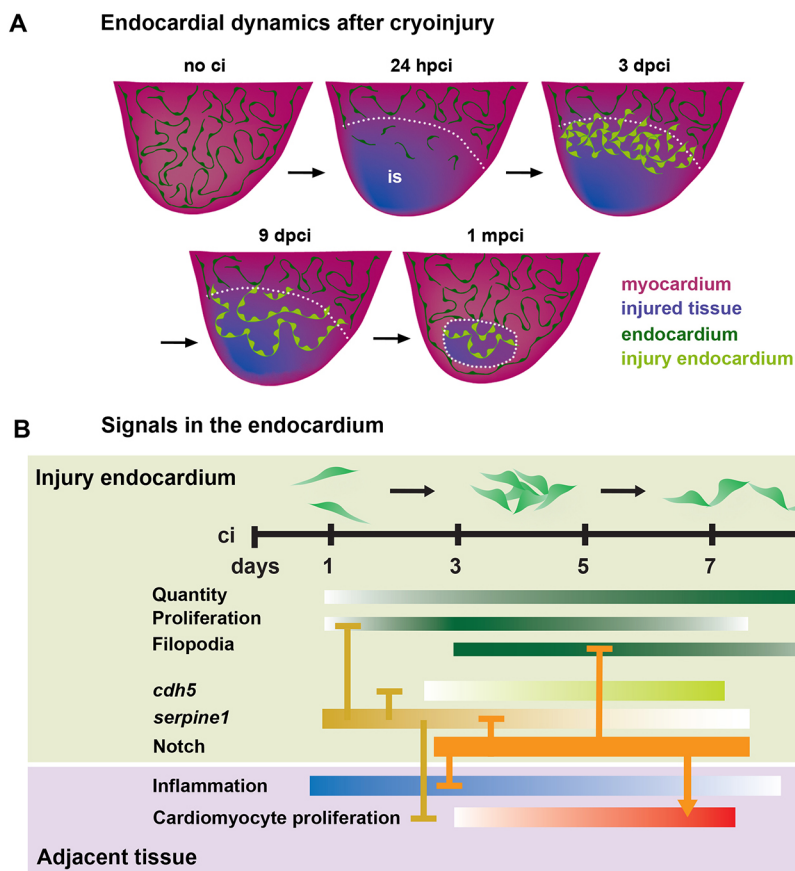 A Endocardial dynamics after cryoinjury
no ci
24 hpci
3 dpci
is
9 dpci
1 mpci
myocardium
injured tissue
endocardium
injury endocardium
B Signals in the endocardium
Injury endocardium
ci
days 1 3 5 7
Quantity
Proliferation
Filopodia
cdh5
serpine1
Notch
Inflammation
Cardiomyocyte proliferation
Adjacent tissue